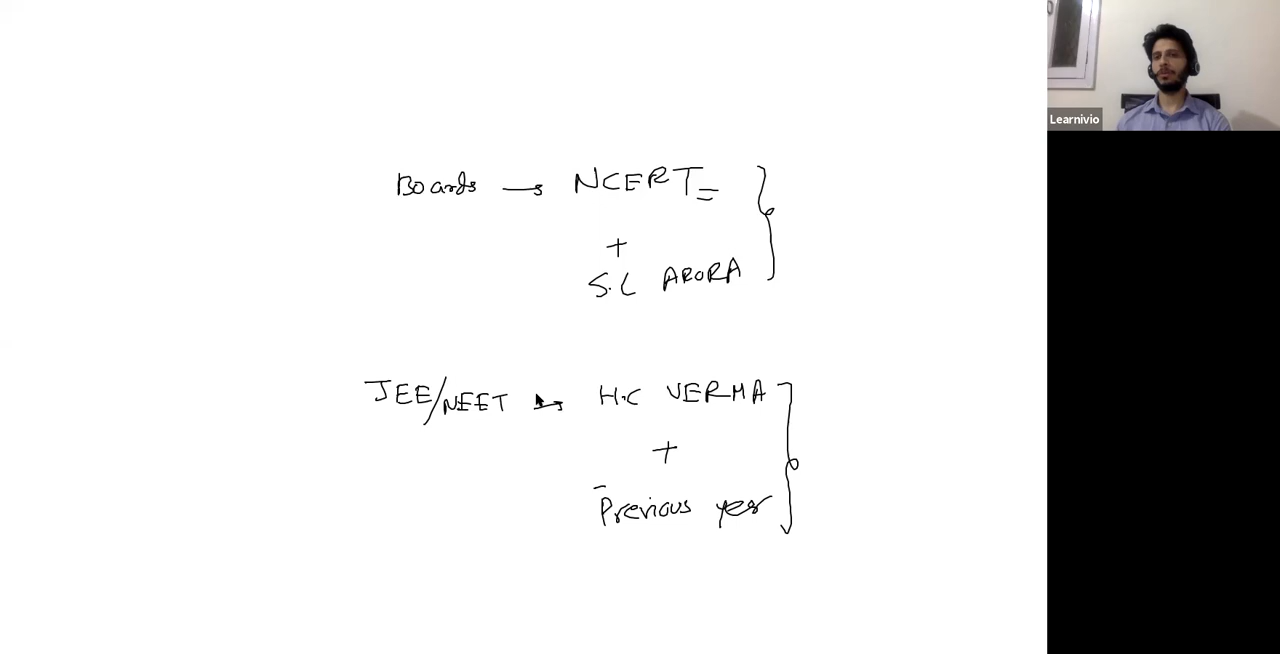 Learnivio
Boards → NCERT
+
S.C ARORA
JEE/NEET → H.C VERMA
+
Previous year